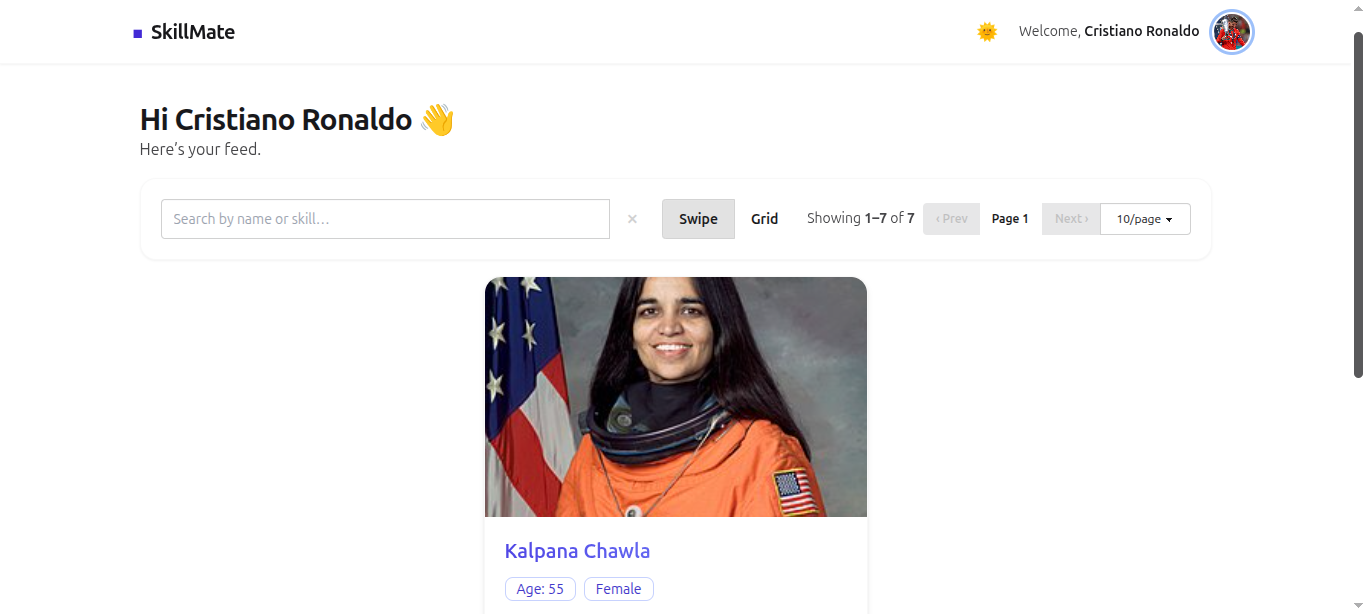 SkillMate
Welcome, Cristiano Ronaldo
Hi Cristiano Ronaldo 👋
Here's your feed.
Search by name or skill...
× Swipe Grid Showing 1–7 of 7 ‹ Prev Page 1 Next › 10/page
Kalpana Chawla
Age: 55 Female